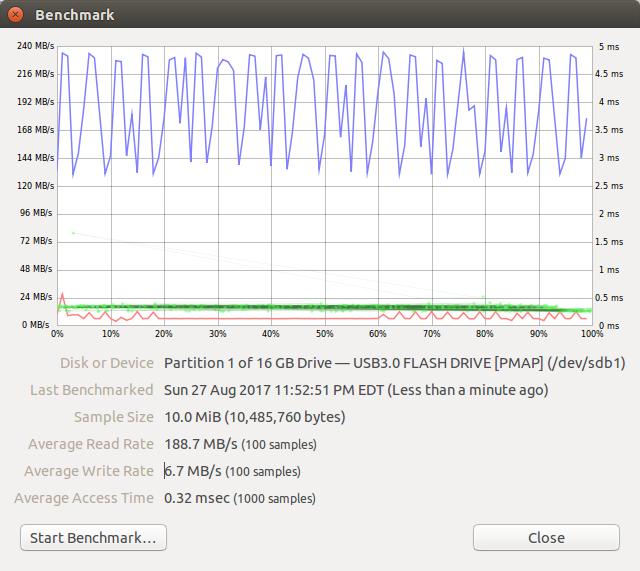 Benchmark
240 MB/s
216 MB/s
192 MB/s
168 MB/s
144 MB/s
120 MB/s
96 MB/s
72 MB/s
48 MB/s
24 MB/s
0 MB/s
5 ms
4.5 ms
4 ms
3.5 ms
3 ms
2.5 ms
2 ms
1.5 ms
1 ms
0.5 ms
0 ms
0% 10% 20% 30% 40% 50% 60% 70% 80% 90% 100%
Disk or Device Partition 1 of 16 GB Drive — USB3.0 FLASH DRIVE [PMAP] (/dev/sdb1)
Last Benchmarked Sun 27 Aug 2017 11:52:51 PM EDT (Less than a minute ago)
Sample Size 10.0 MiB (10,485,760 bytes)
Average Read Rate 188.7 MB/s (100 samples)
Average Write Rate 6.7 MB/s (100 samples)
Average Access Time 0.32 msec (1000 samples)
Start Benchmark… Close